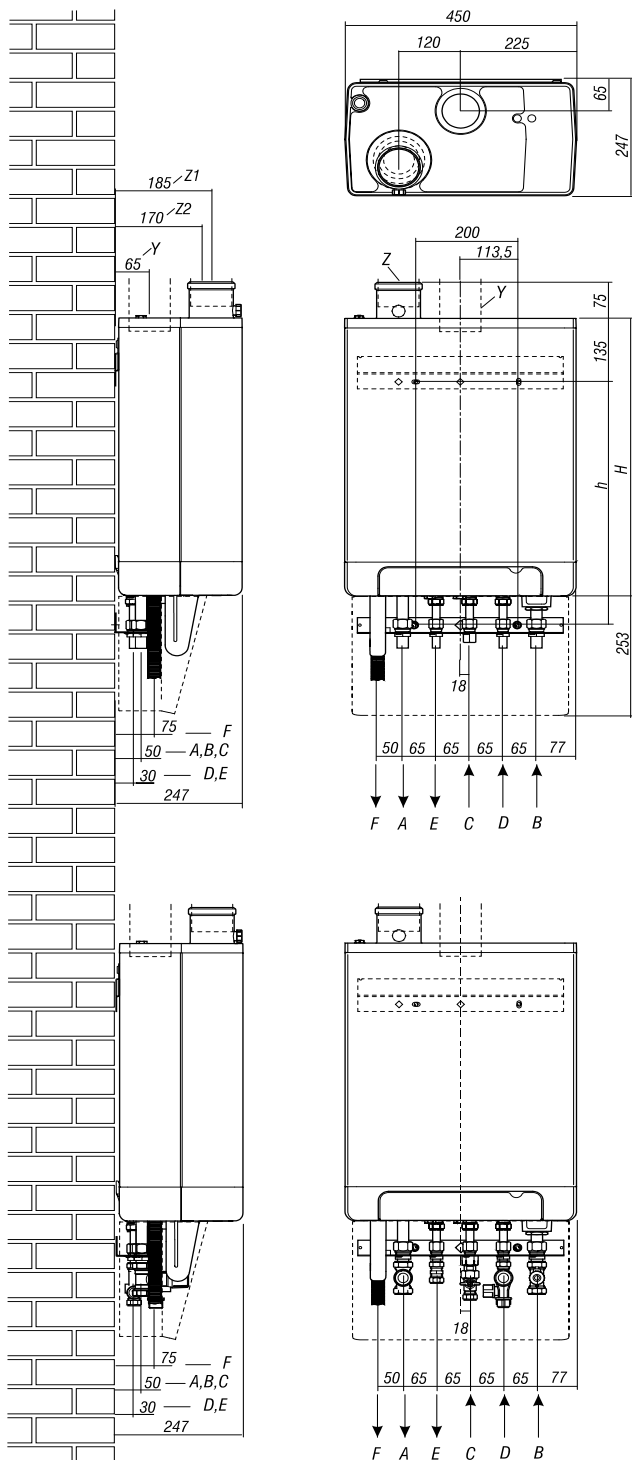 450
120 225
65
247
185 Z1
170 Z2
65 Y
200
113,5
Z
Y
75
135
h
H
253
18
75 F
50 A,B,C
30 D,E
247
50 65 65 65 65 77
F A E C D B
18
75 F
50 A,B,C
30 D,E
247
50 65 65 65 65 77
F A E C D B